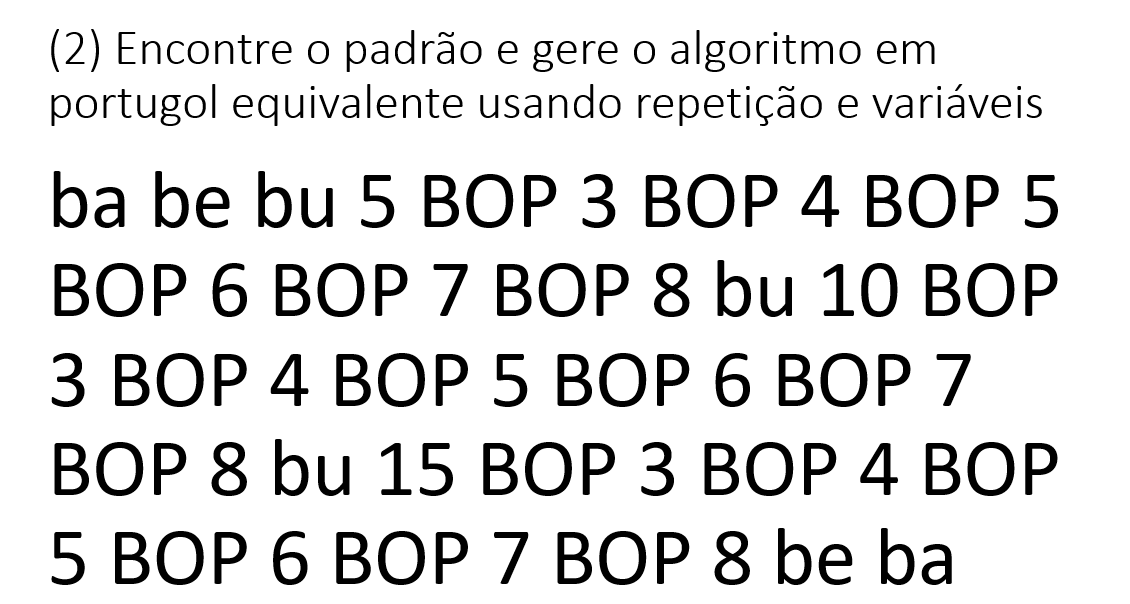 (2) Encontre o padrão e gere o algoritmo em
portugol equivalente usando repetição e variáveis
ba be bu 5 BOP 3 BOP 4 BOP 5
BOP 6 BOP 7 BOP 8 bu 10 BOP
3 BOP 4 BOP 5 BOP 6 BOP 7
BOP 8 bu 15 BOP 3 BOP 4 BOP
5 BOP 6 BOP 7 BOP 8 be ba